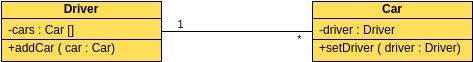 Driver
-cars : Car []
+addCar ( car : Car)
1
*
Car
-driver : Driver
+setDriver ( driver : Driver)